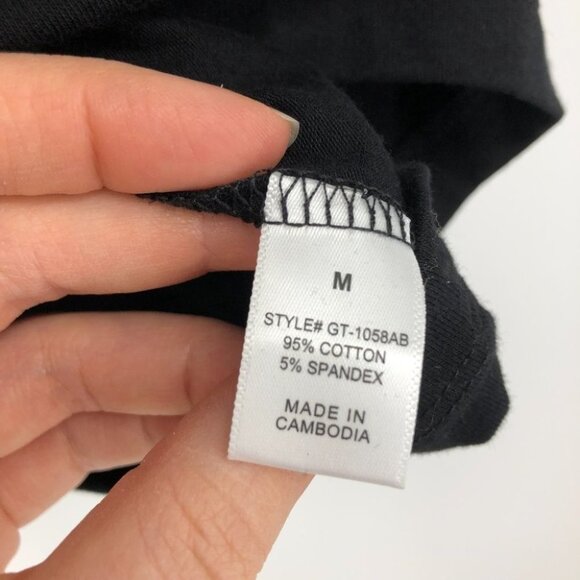 M
STYLE# GT-1058AB
95% COTTON
5% SPANDEX
MADE IN
CAMBODIA